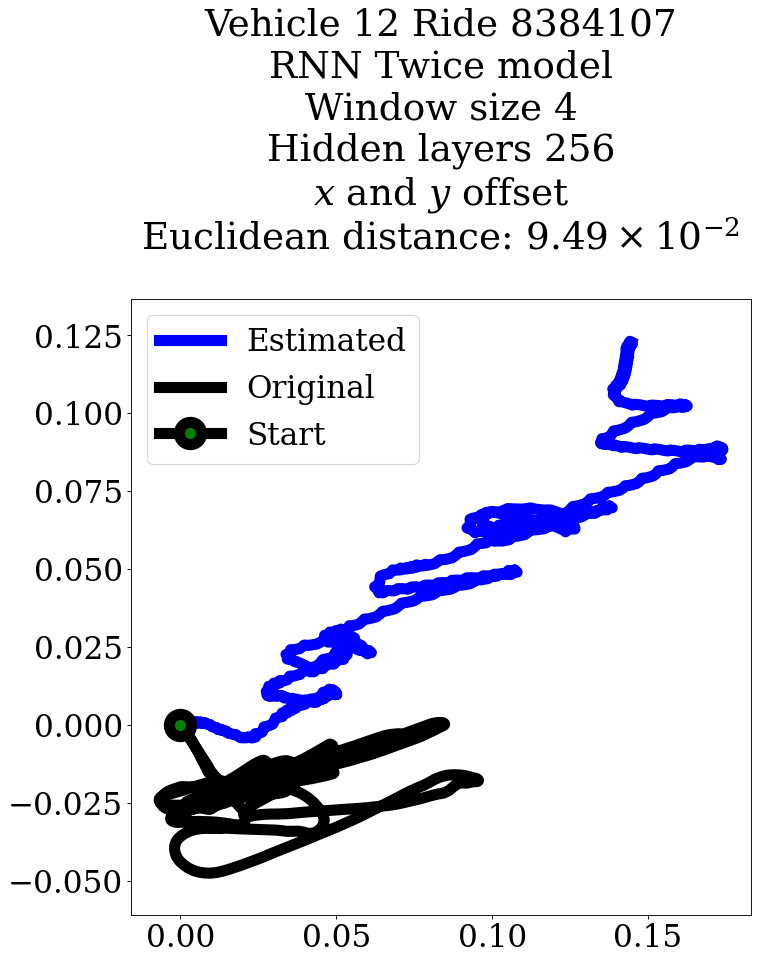 Vehicle 12 Ride 8384107
RNN Twice model
Window size 4
Hidden layers 256
x and y offset
Euclidean distance: 9.49 × 10⁻²
Estimated
Original
Start
0.125
0.100
0.075
0.050
0.025
0.000
−0.025
−0.050
0.00 0.05 0.10 0.15